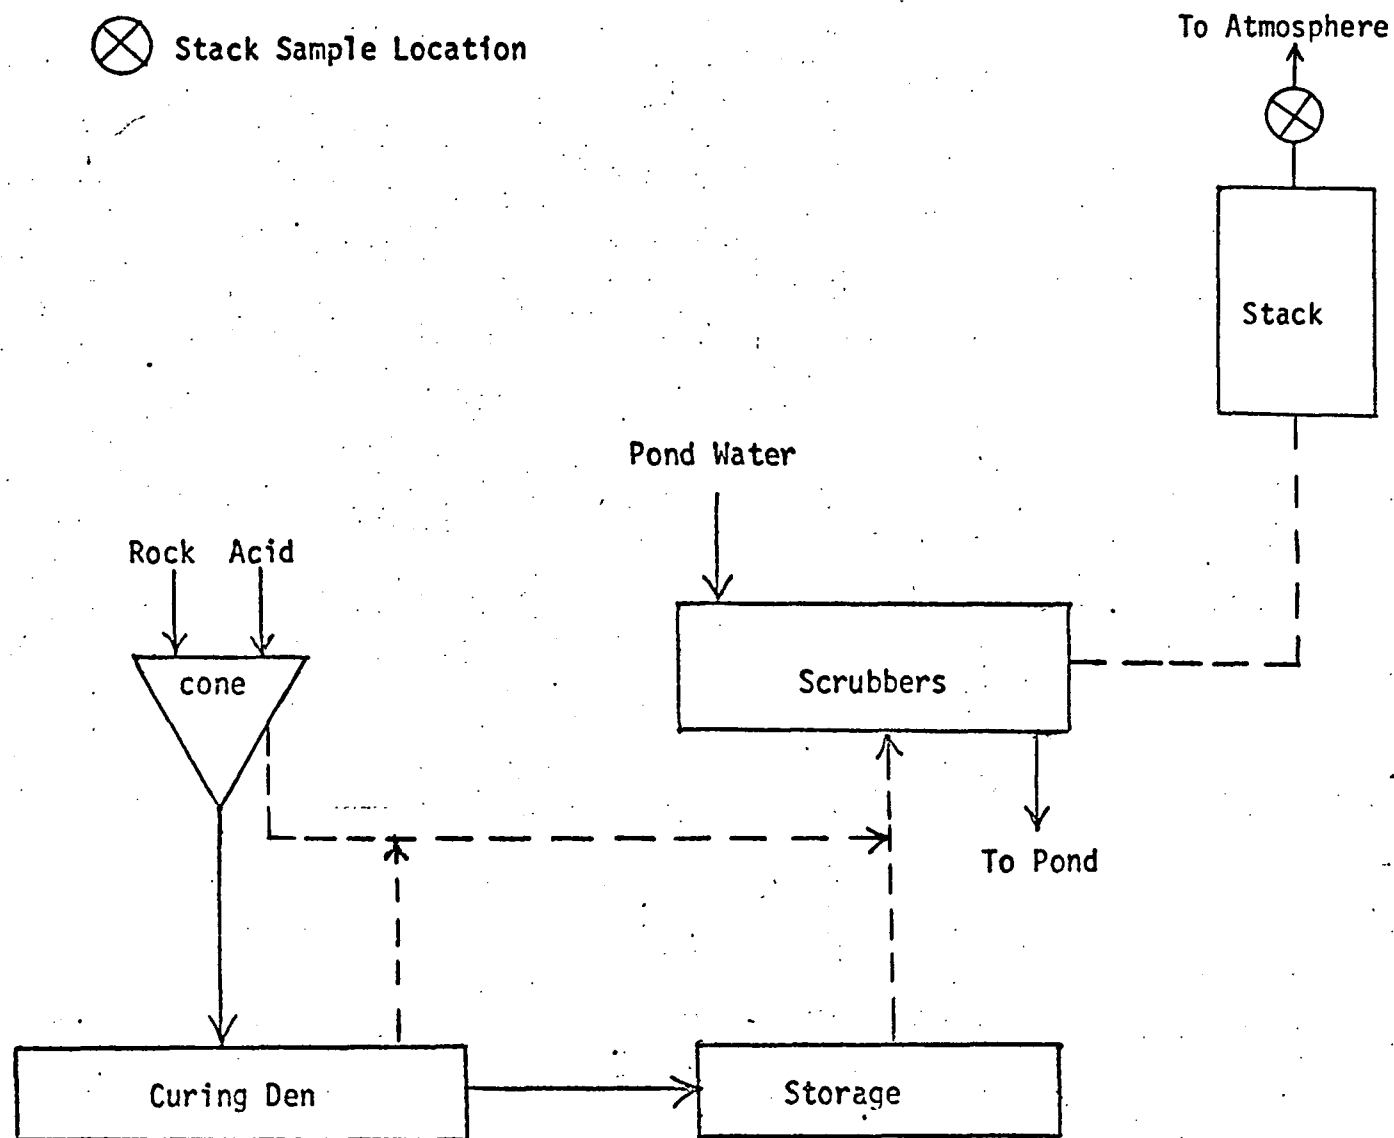 Stack Sample Location
To Atmosphere
Stack
Pond Water
Rock Acid
cone
Scrubbers
To Pond
Curing Den
Storage